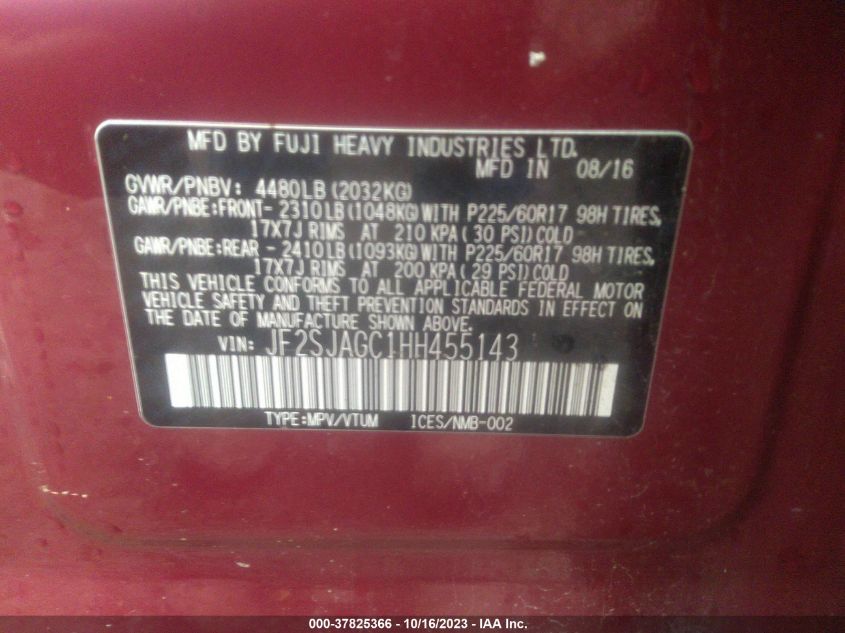 MFD BY FUJI HEAVY INDUSTRIES LTD.
MFD IN 08/16
GVWR/PNBV: 4480LB(2032KG)
GAWR/PNBE:FRONT- 2310LB(1048KG)WITH P225/60R17 98H TIRES,
17X7J RIMS AT 210 KPA(30 PSI)COLD
GAWR/PNBE:REAR - 2410LB(1093KG)WITH P225/60R17 98H TIRES,
17X7J RIMS AT 200 KPA(29 PSI)COLD
THIS VEHICLE CONFORMS TO ALL APPLICABLE FEDERAL MOTOR
VEHICLE SAFETY AND THEFT PREVENTION STANDARDS IN EFFECT ON
THE DATE OF MANUFACTURE SHOWN ABOVE.
VIN: JF2SJAGC1HH455143
TYPE:MPV/VTUM ICES/NMB-002
000-37825366 - 10/16/2023 - IAA Inc.